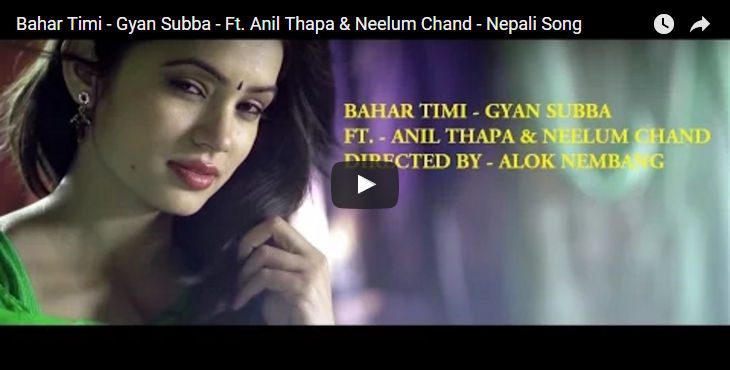 Bahar Timi - Gyan Subba - Ft. Anil Thapa & Neelum Chand - Nepali Song
BAHAR TIMI - GYAN SUBBA
FT. - ANIL THAPA & NEELUM CHAND
DIRECTED BY - ALOK NEMBANG